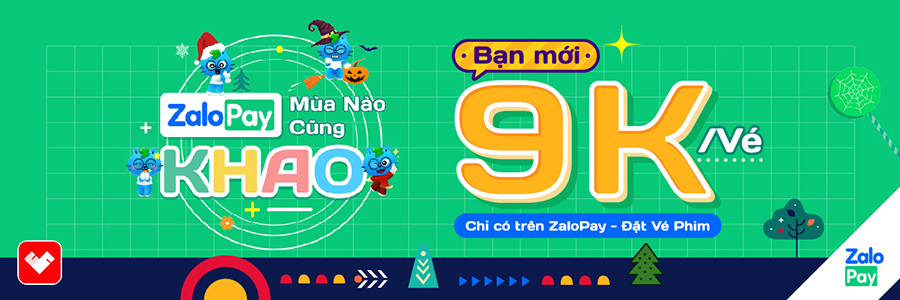 ZaloPay Mùa Nào
Cũng
KHAO
Bạn mới
9K/Vé
Chỉ có trên ZaloPay - Đặt Vé Phim
Zalo
Pay